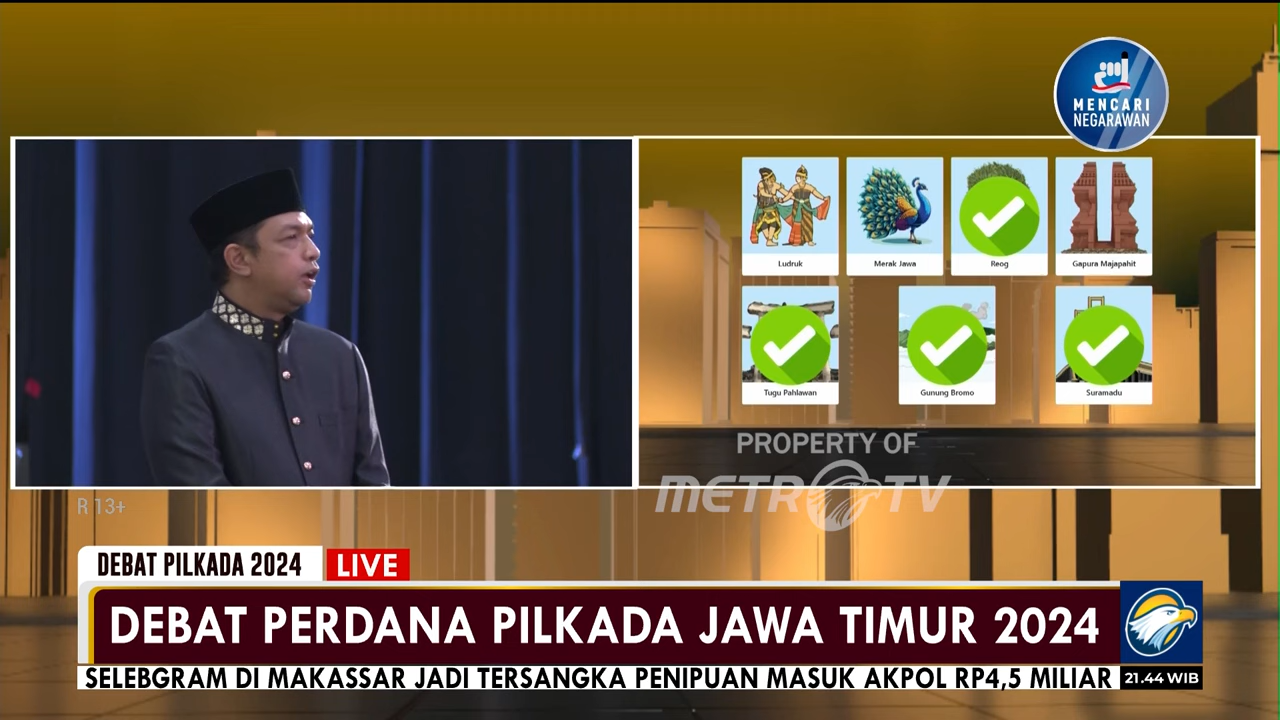 MENCARI
NEGARAWAN
Ludruk
Merak Jawa
Reog
Gapura Majapahit
Tugu Pahlawan
Gunung Bromo
Suramadu
PROPERTY OF
METRO TV
R 13+
DEBAT PILKADA 2024
LIVE
DEBAT PERDANA PILKADA JAWA TIMUR 2024
SELEBGRAM DI MAKASSAR JADI TERSANGKA PENIPUAN MASUK AKPOL RP4,5 MILIAR
21.44 WIB